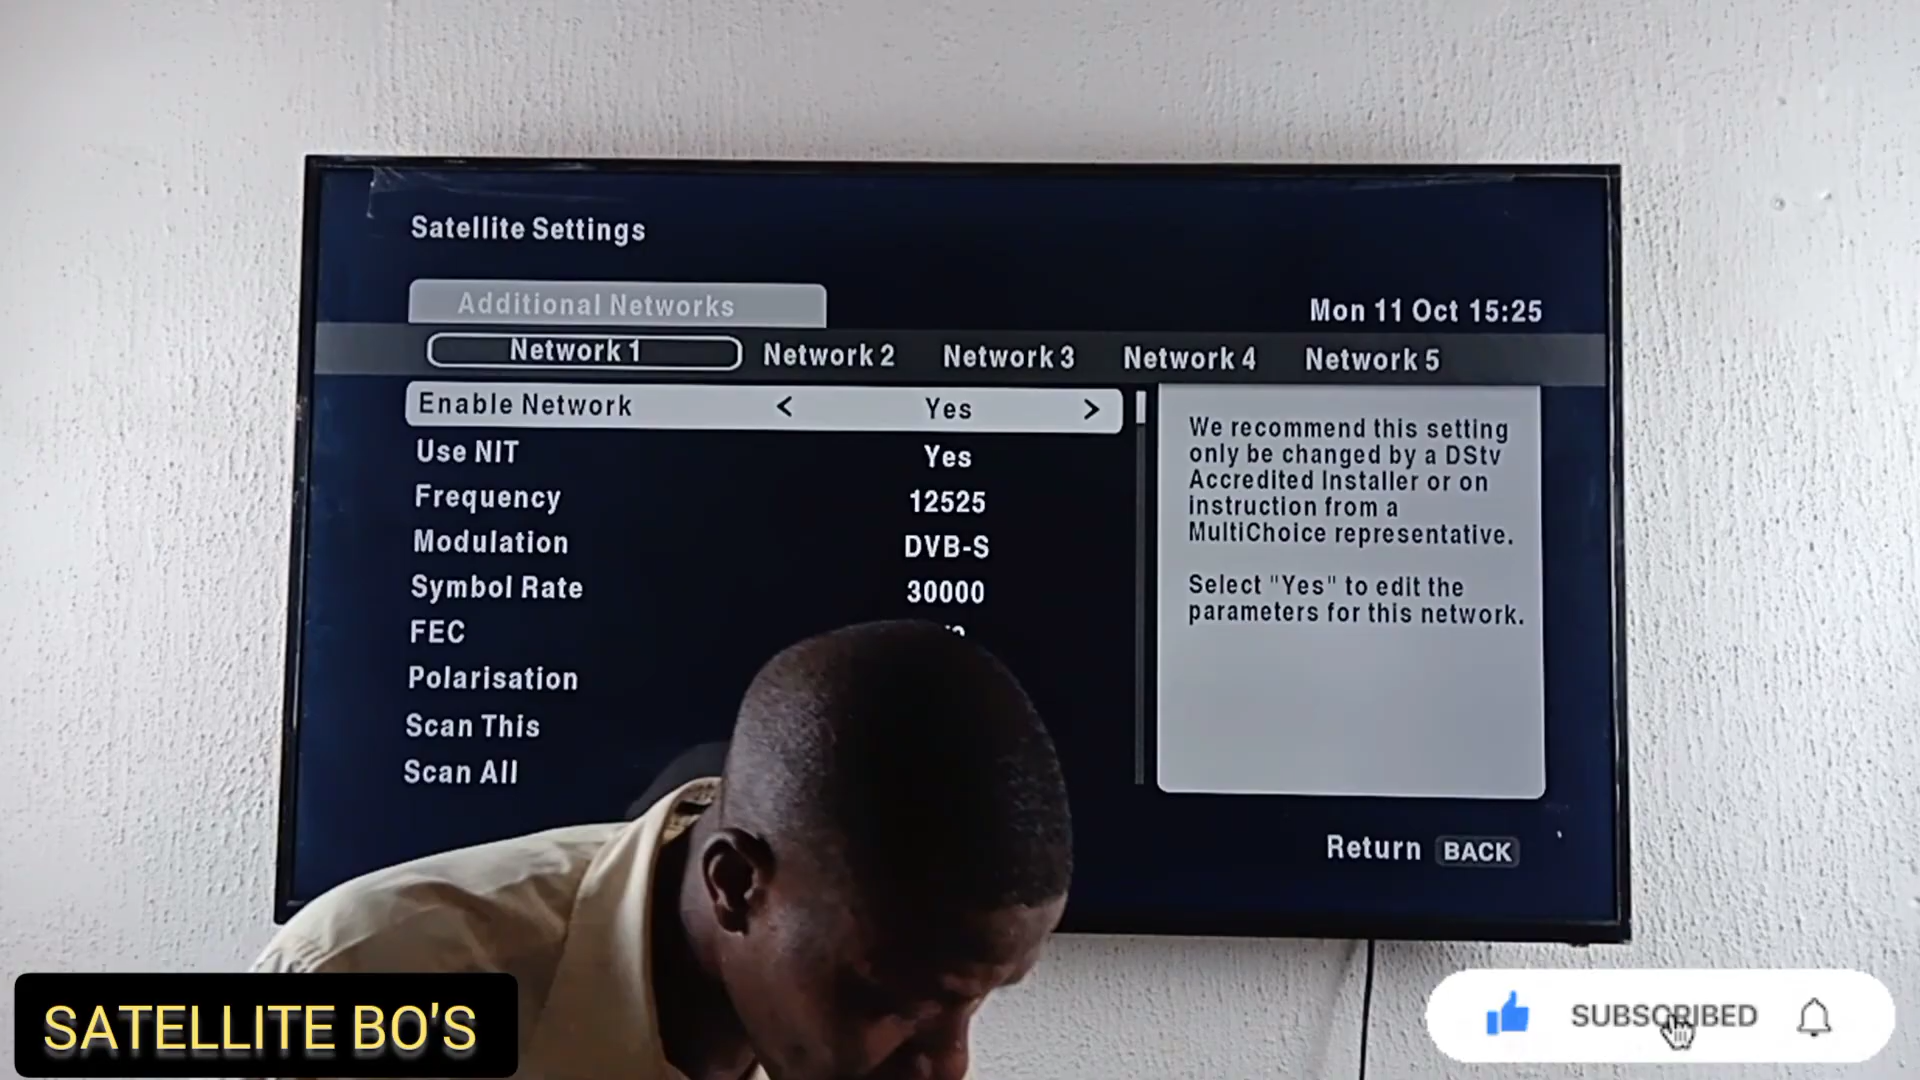 Satellite Settings
Additional Networks
Mon 11 Oct 15:25
Network 1 Network 2 Network 3 Network 4 Network 5
Enable Network < Yes >
Use NIT Yes
Frequency 12525
Modulation DVB-S
Symbol Rate 30000
FEC
Polarisation
Scan This
Scan All
We recommend this setting
only be changed by a DStv
Accredited Installer or on
instruction from a
MultiChoice representative.
Select "Yes" to edit the
parameters for this network.
Return BACK
SATELLITE BO'S
SUBSCRIBED